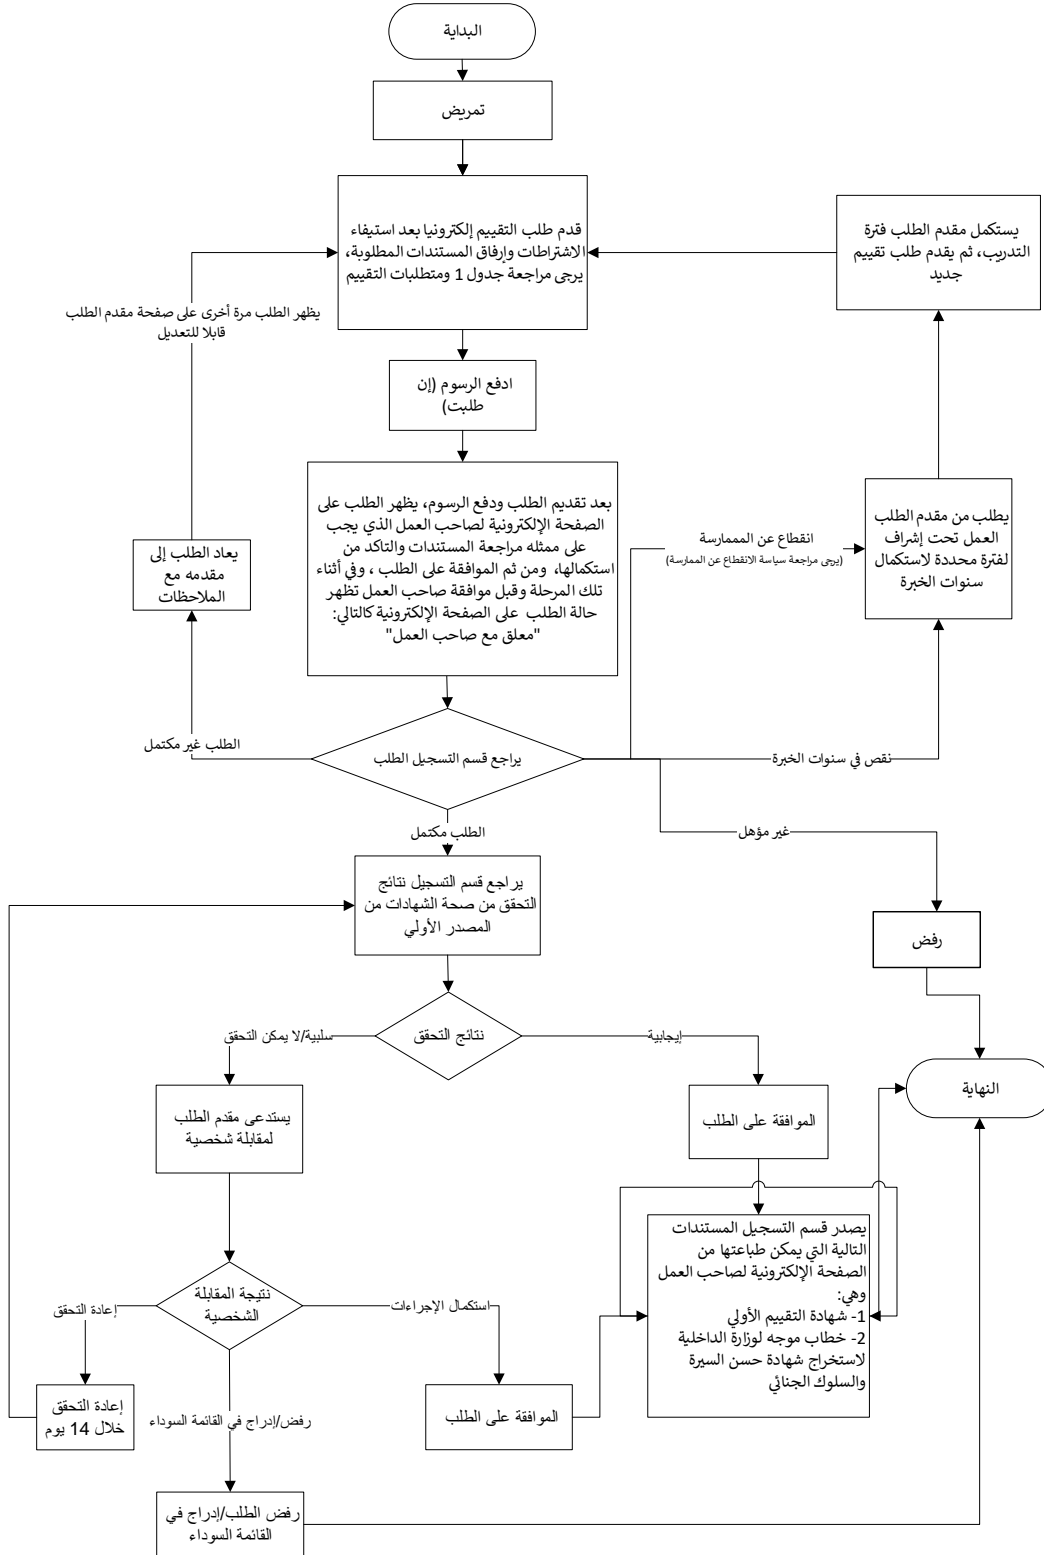 البداية
تمريض
قدم طلب التقييم إلكترونيا بعد استيفاء
الاشتراطات وإرفاق المستندات المطلوبة،
يرجى مراجعة جدول 1 ومتطلبات التقييم
يستكمل مقدم الطلب فترة
التدريب، ثم يقدم طلب تقييم
جديد
يظهر الطلب مرة أخرى على صفحة مقدم الطلب
قابلا للتعديل
ادفع الرسوم (إن
طلبت)
بعد تقديم الطلب ودفع الرسوم، يظهر الطلب على
الصفحة الإلكترونية لصاحب العمل الذي يجب
على ممثله مراجعة المستندات والتاكد من
استكمالها، ومن ثم الموافقة على الطلب ، وفي أثناء
تلك المرحلة وقبل موافقة صاحب العمل تظهر
حالة الطلب على الصفحة الإلكترونية كالتالي:
"معلق مع صاحب العمل"
يطلب من مقدم الطلب
العمل تحت إشراف
لفترة محددة لاستكمال
سنوات الخبرة
انقطاع عن المممارسة
(يرجى مراجعة سياسة الانقطاع عن الممارسة)
يعاد الطلب إلى
مقدمه مع
الملاحظات
الطلب غير مكتمل
يراجع قسم التسجيل الطلب
نقص في سنوات الخبرة
الطلب مكتمل
غير مؤهل
يراجع قسم التسجيل نتائج
التحقق من صحة الشهادات من
المصدر الأولي
رفض
نتائج التحقق
سلبية/لا يمكن التحقق
إيجابية
النهاية
يستدعى مقدم الطلب
لمقابلة شخصية
الموافقة على الطلب
يصدر قسم التسجيل المستندات
التالية التي يمكن طباعتها من
الصفحة الإلكترونية لصاحب العمل
وهي:
1- شهادة التقييم الأولي
2- خطاب موجه لوزارة الداخلية
لاستخراج شهادة حسن السيرة
والسلوك الجنائي
نتيجة المقابلة
الشخصية
إعادة التحقق
استكمال الإجراءات
إعادة التحقق
خلال 14 يوم
الموافقة على الطلب
رفض/إدراج في القائمة السوداء
رفض الطلب/إدراج في
القائمة السوداء